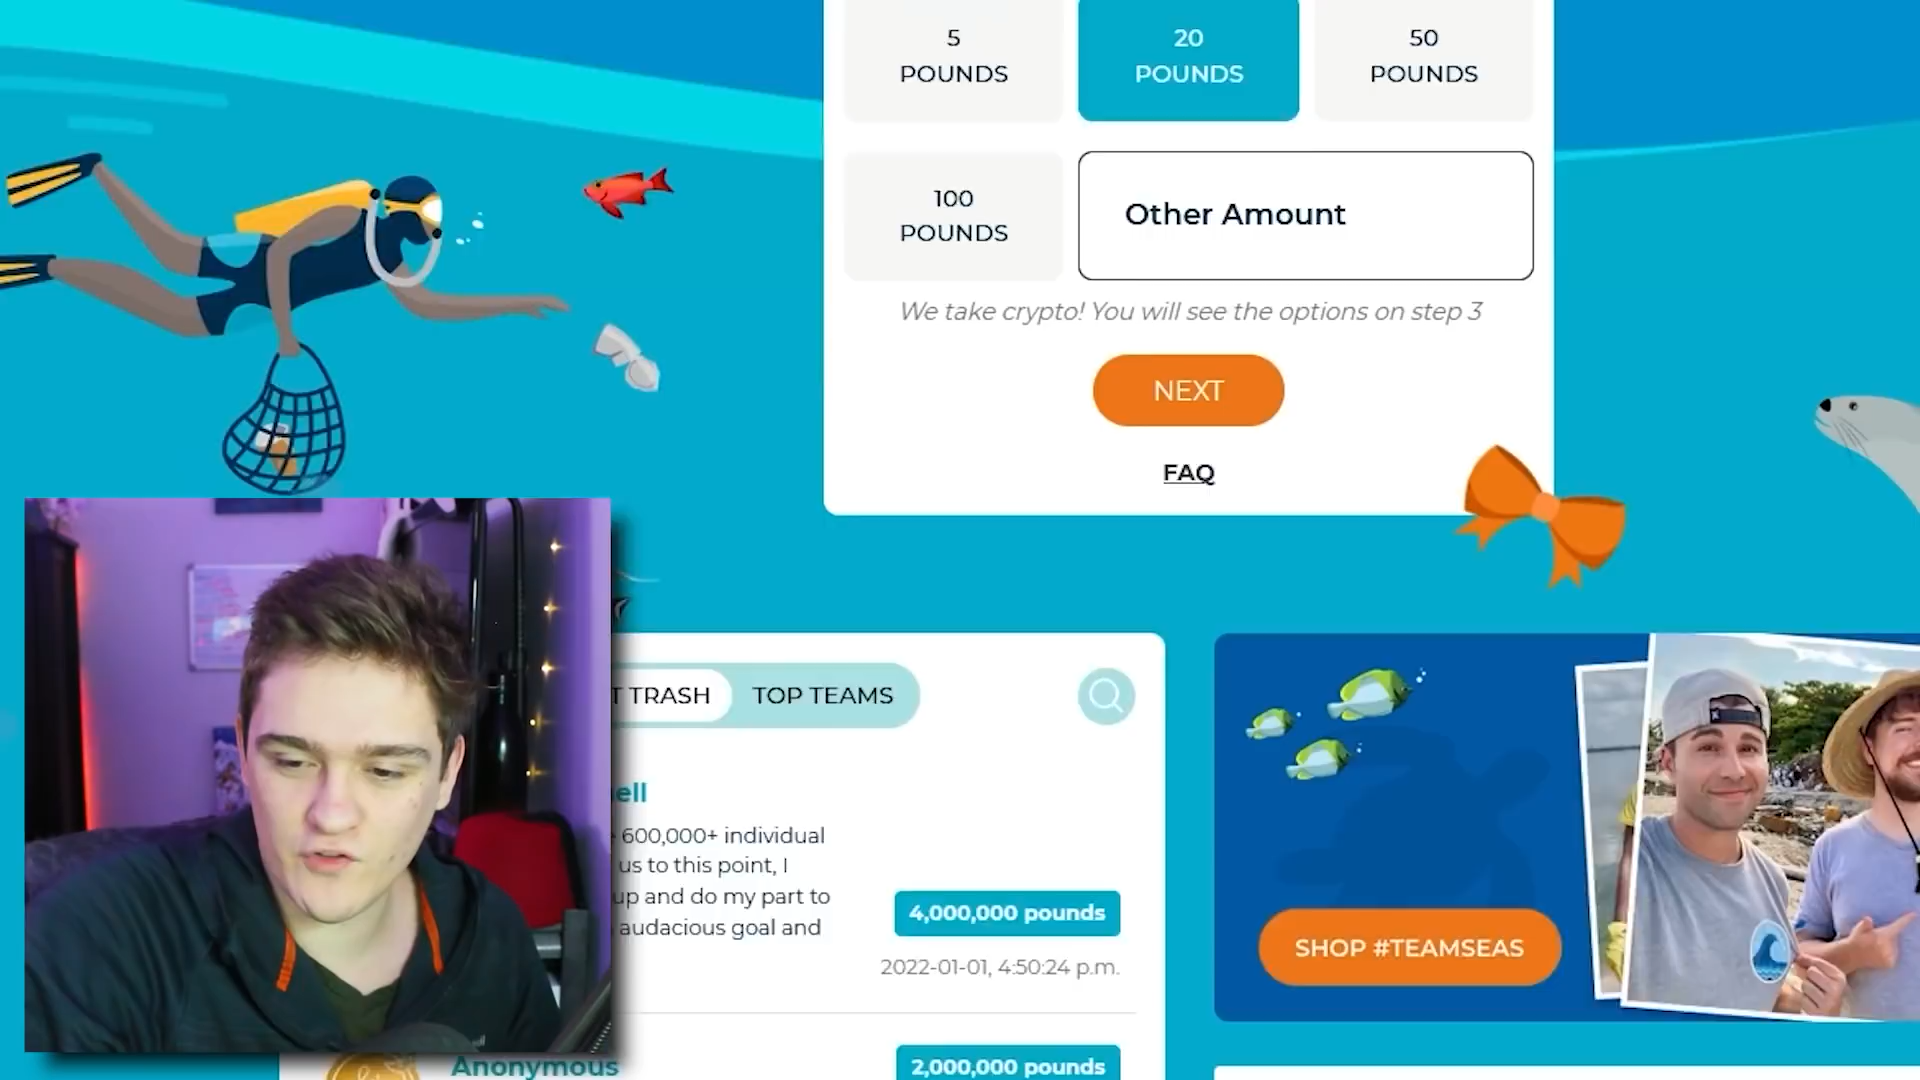 5
POUNDS
20
POUNDS
50
POUNDS
100
POUNDS
Other Amount
We take crypto! You will see the options on step 3
NEXT
FAQ
TRASH
TOP TEAMS
600,000+ individual
us to this point, I
up and do my part to
audacious goal and
4,000,000 pounds
2022-01-01, 4:50:24 p.m.
Anonymous
2,000,000 pounds
SHOP #TEAMSEAS